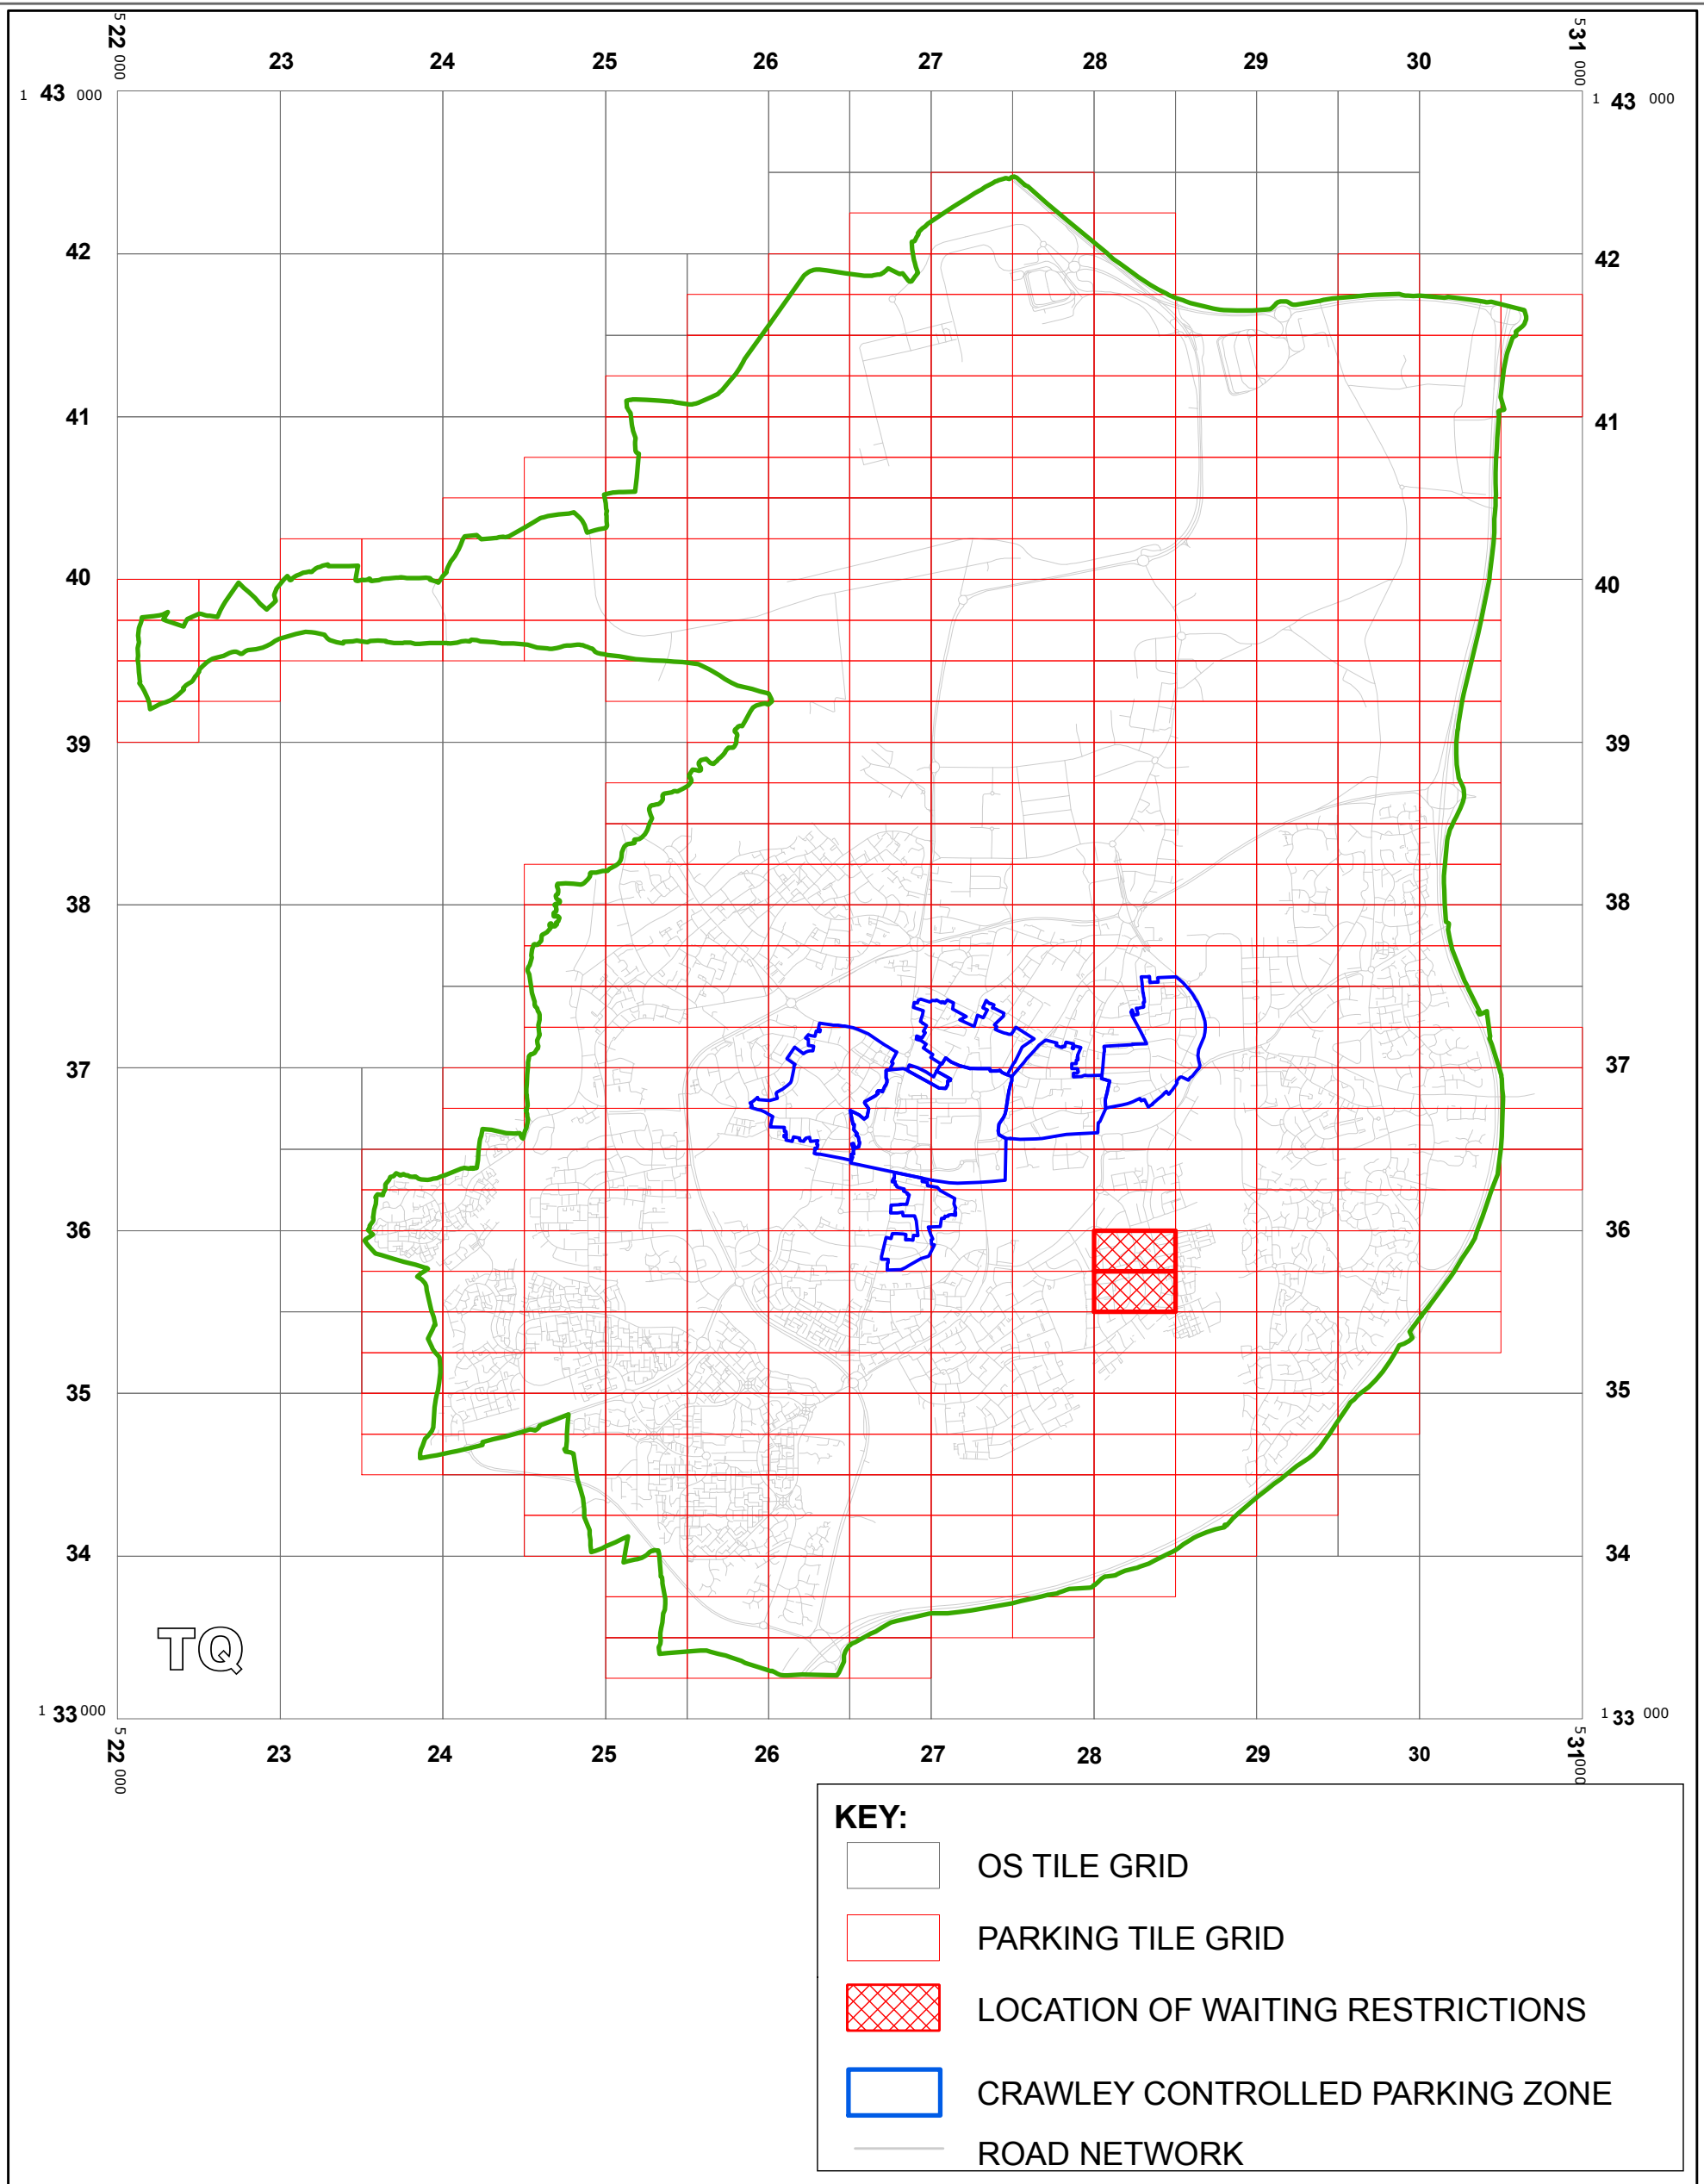 5 22 000 23 24 25 26 27 28 29 30 5 31 000
1 43 000 1 43 000
42 42
41 41
40 40
39 39
38 38
37 37
36 36
35 35
34 34
TQ
1 33 000 1 33 000
5 22 000 23 24 25 26 27 28 29 30 5 31 000
KEY:
OS TILE GRID
PARKING TILE GRID
LOCATION OF WAITING RESTRICTIONS
CRAWLEY CONTROLLED PARKING ZONE
ROAD NETWORK